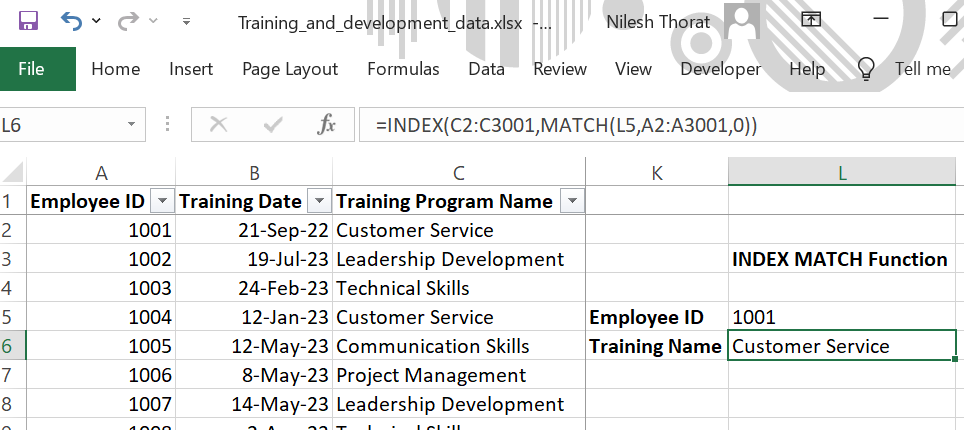 Training_and_development_data.xlsx -... Nilesh Thorat
File Home Insert Page Layout Formulas Data Review View Developer Help Tell me
L6 fx =INDEX(C2:C3001,MATCH(L5,A2:A3001,0))
A B C K L
1 Employee ID Training Date Training Program Name
2 1001 21-Sep-22 Customer Service
3 1002 19-Jul-23 Leadership Development INDEX MATCH Function
4 1003 24-Feb-23 Technical Skills
5 1004 12-Jan-23 Customer Service Employee ID 1001
6 1005 12-May-23 Communication Skills Training Name Customer Service
7 1006 8-May-23 Project Management
8 1007 14-May-23 Leadership Development